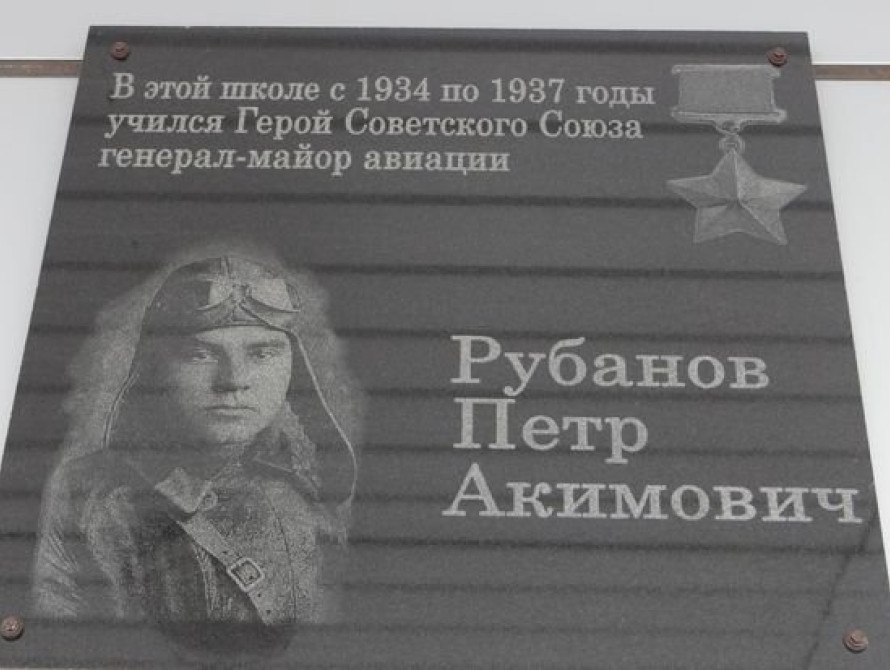 В этой школе с 1934 по 1937 годы
учился Герой Советского Союза
генерал-майор авиации
Рубанов
Петр
Акимович